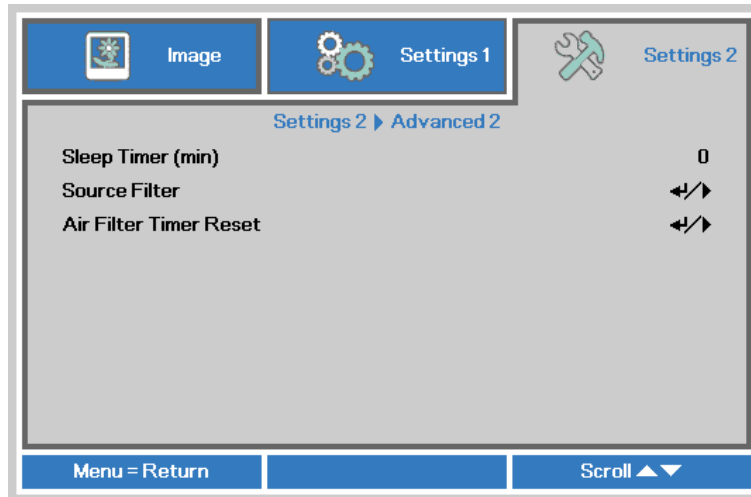 Image Settings 1 Settings 2
Settings 2 Advanced 2
Sleep Timer (min) 0
Source Filter
Air Filter Timer Reset
Menu = Return Scroll